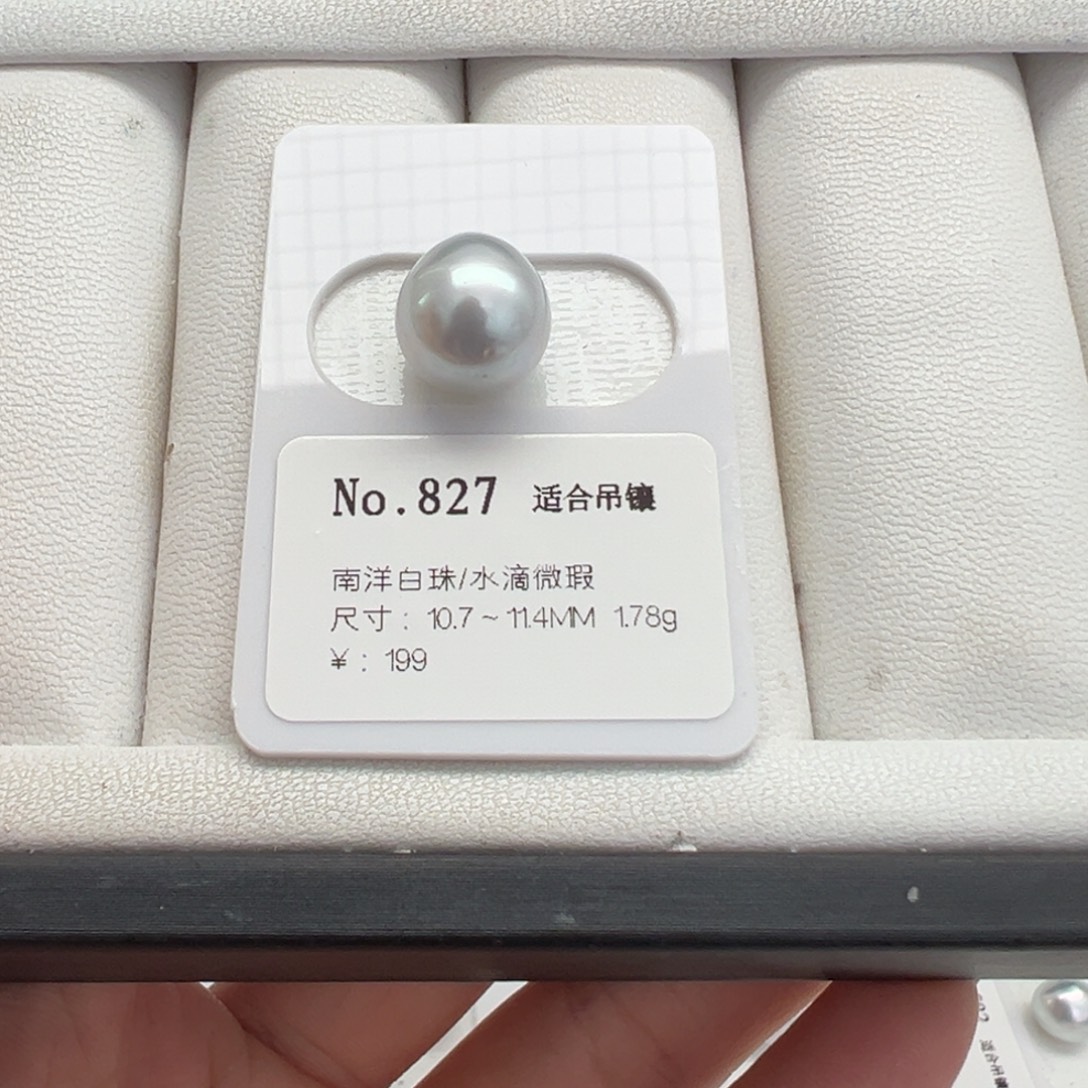 No.827 适合吊镶
南洋白珠/水滴微瑕
尺寸：10.7～11.4MM 1.78g
¥：199